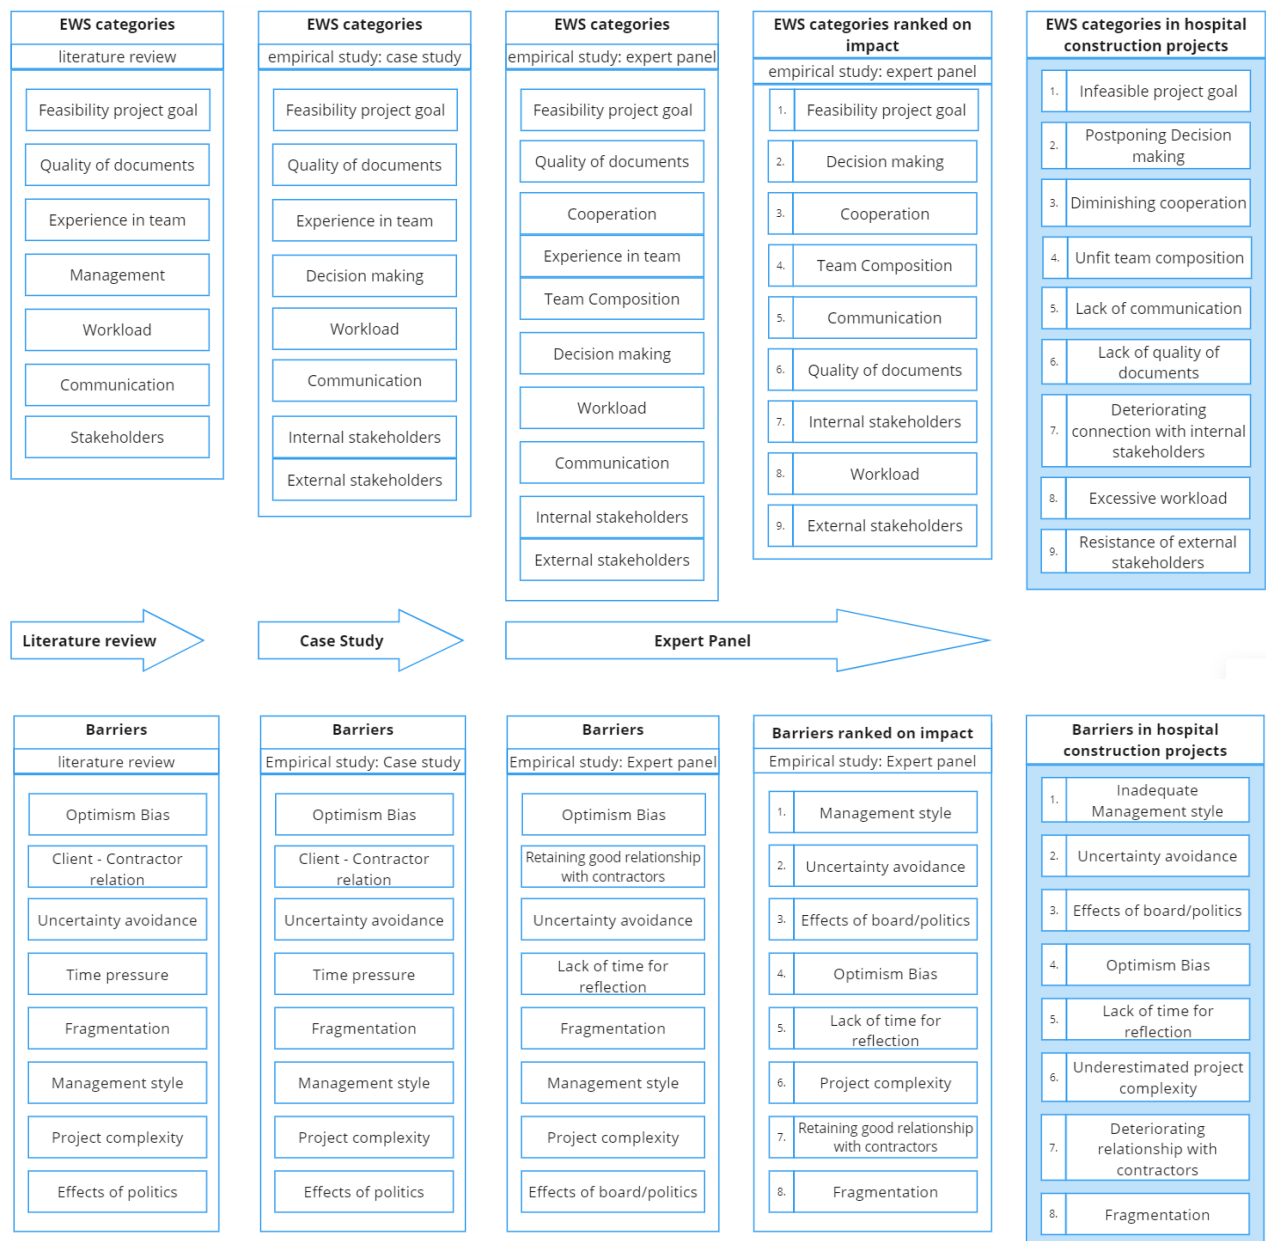 EWS categories
literature review
Feasibility project goal
Quality of documents
Experience in team
Management
Workload
Communication
Stakeholders
EWS categories
empirical study: case study
Feasibility project goal
Quality of documents
Experience in team
Decision making
Workload
Communication
Internal stakeholders
External stakeholders
EWS categories
empirical study: expert panel
Feasibility project goal
Quality of documents
Cooperation
Experience in team
Team Composition
Decision making
Workload
Communication
Internal stakeholders
External stakeholders
EWS categories ranked on
impact
empirical study: expert panel
1. Feasibility project goal
2. Decision making
3. Cooperation
4. Team Composition
5. Communication
6. Quality of documents
7. Internal stakeholders
8. Workload
9. External stakeholders
EWS categories in hospital
construction projects
1. Infeasible project goal
2. Postponing Decision
making
3. Diminishing cooperation
4. Unfit team composition
5. Lack of communication
6. Lack of quality of
documents
7. Deteriorating
connection with internal
stakeholders
8. Excessive workload
9. Resistance of external
stakeholders
Literature review
Case Study
Expert Panel
Barriers
literature review
Optimism Bias
Client - Contractor
relation
Uncertainty avoidance
Time pressure
Fragmentation
Management style
Project complexity
Effects of politics
Barriers
Empirical study: Case study
Optimism Bias
Client - Contractor
relation
Uncertainty avoidance
Time pressure
Fragmentation
Management style
Project complexity
Effects of politics
Barriers
Empirical study: Expert panel
Optimism Bias
Retaining good relationship
with contractors
Uncertainty avoidance
Lack of time for
reflection
Fragmentation
Management style
Project complexity
Effects of board/politics
Barriers ranked on impact
Empirical study: Expert panel
1. Management style
2. Uncertainty avoidance
3. Effects of board/politics
4. Optimism Bias
5. Lack of time for
reflection
6. Project complexity
7. Retaining good relationship
with contractors
8. Fragmentation
Barriers in hospital
construction projects
1. Inadequate
Management style
2. Uncertainty avoidance
3. Effects of board/politics
4. Optimism Bias
5. Lack of time for
reflection
6. Underestimated project
complexity
7. Deteriorating
relationship with
contractors
8. Fragmentation